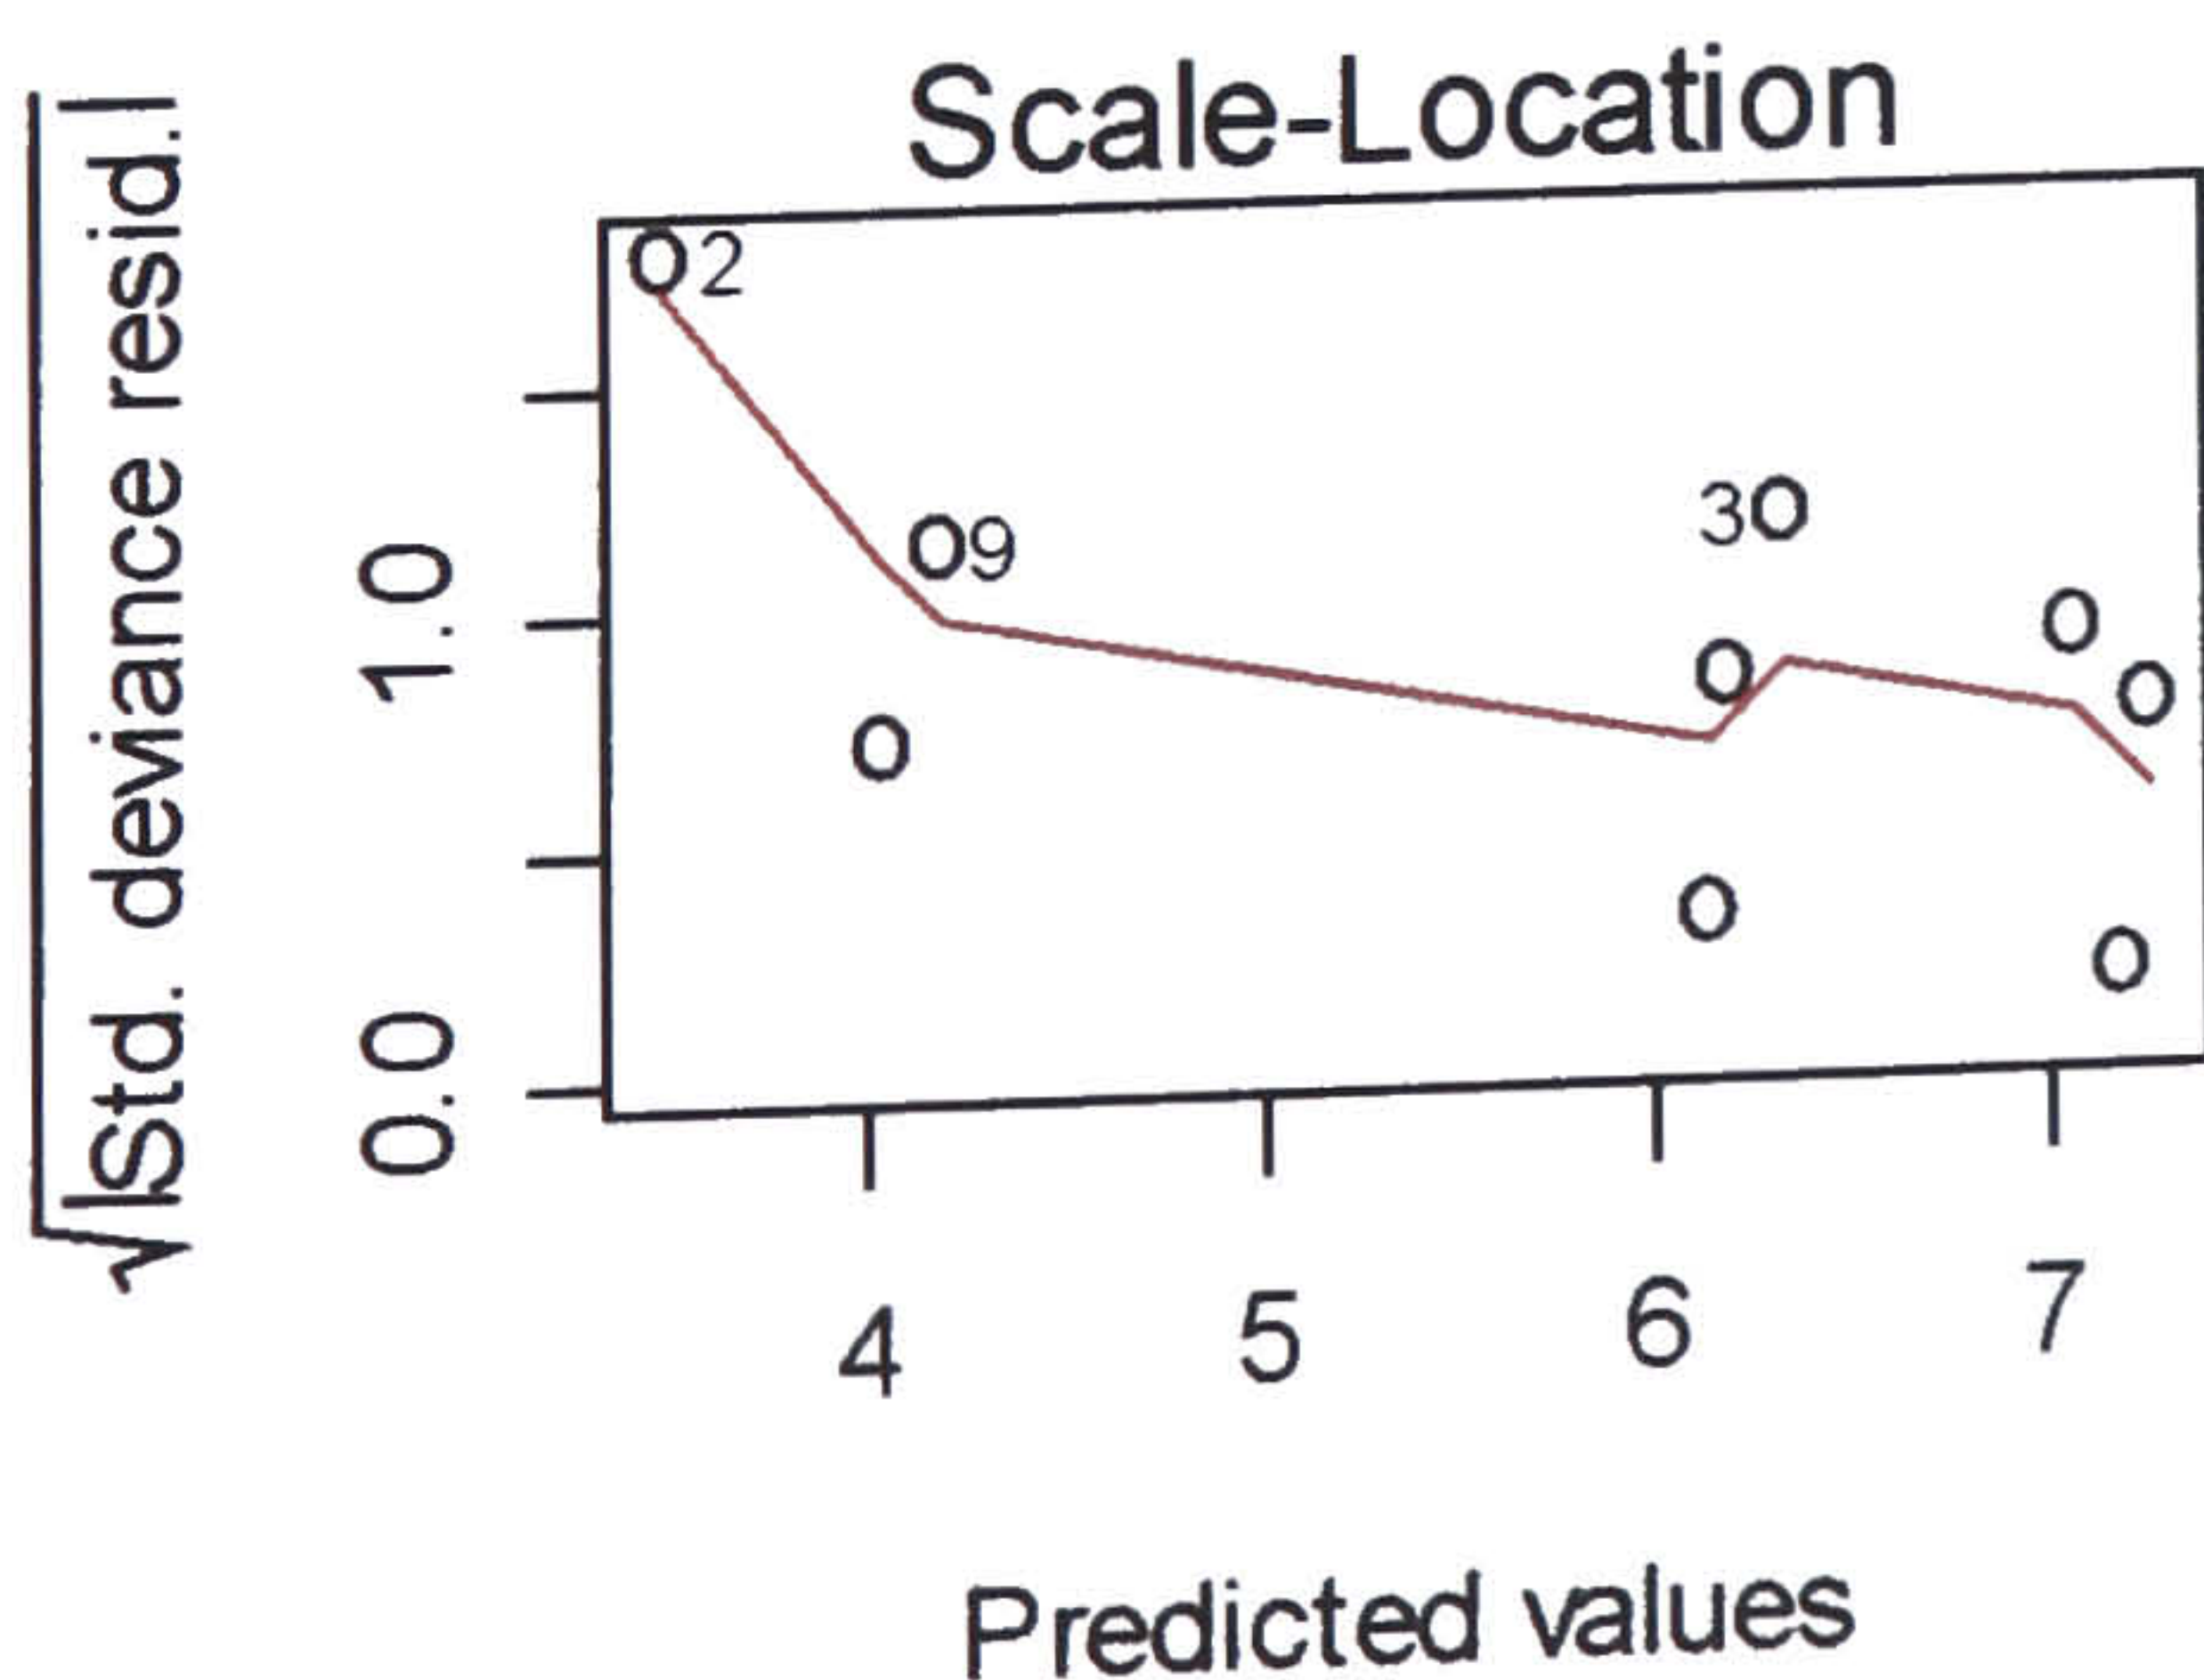 Scale-Location
√|Std. deviance resid.|
1.0
0.0
2
9
3
4 5 6 7
Predicted values